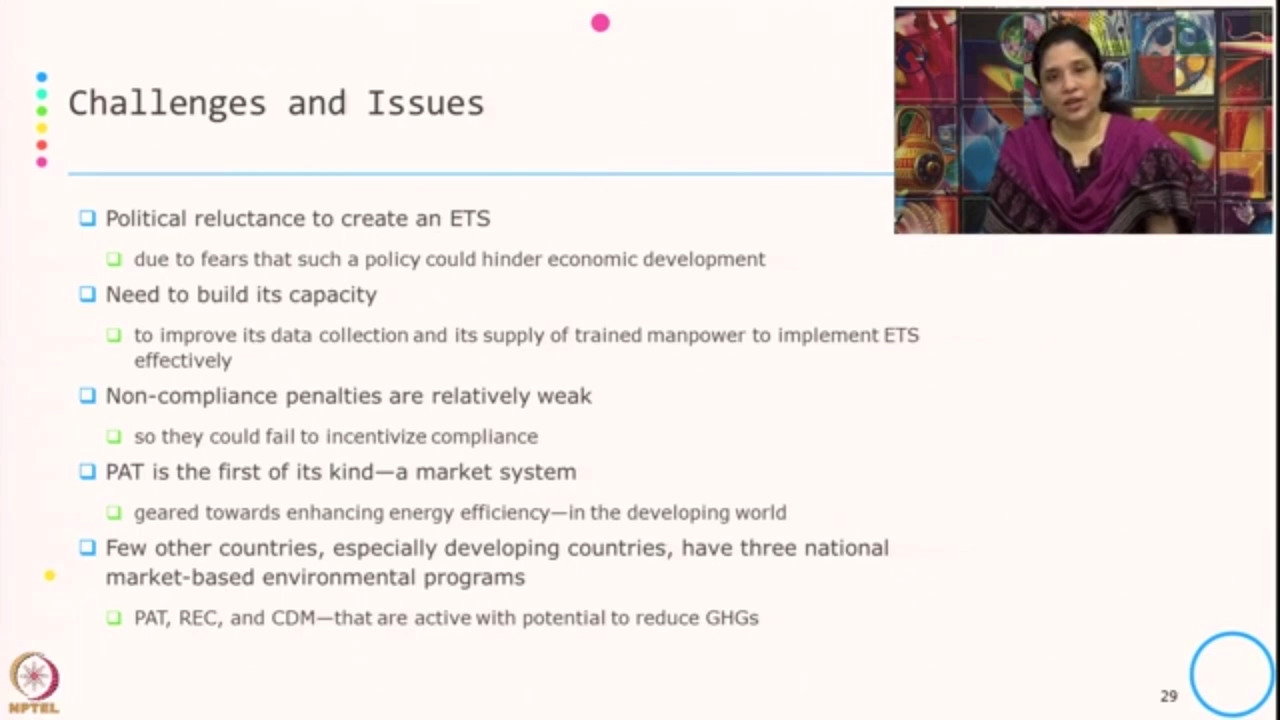 Challenges and Issues
Political reluctance to create an ETS
due to fears that such a policy could hinder economic development
Need to build its capacity
to improve its data collection and its supply of trained manpower to implement ETS
effectively
Non-compliance penalties are relatively weak
so they could fail to incentivize compliance
PAT is the first of its kind—a market system
geared towards enhancing energy efficiency—in the developing world
Few other countries, especially developing countries, have three national
market-based environmental programs
PAT, REC, and CDM—that are active with potential to reduce GHGs
NPTEL
29